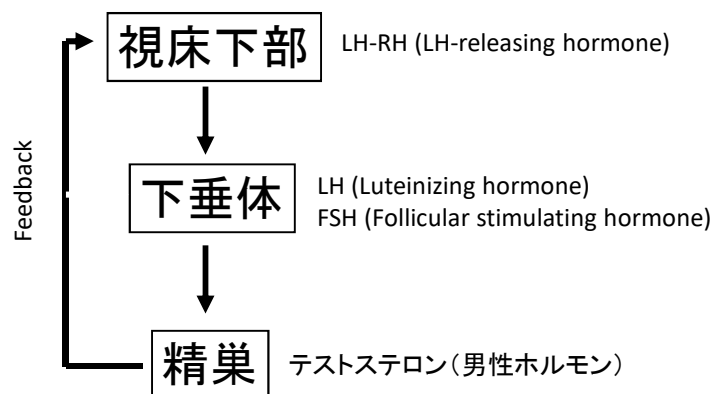 視床下部
LH-RH (LH-releasing hormone)
Feedback
下垂体
LH (Luteinizing hormone)
FSH (Follicular stimulating hormone)
精巣
テストステロン（男性ホルモン）